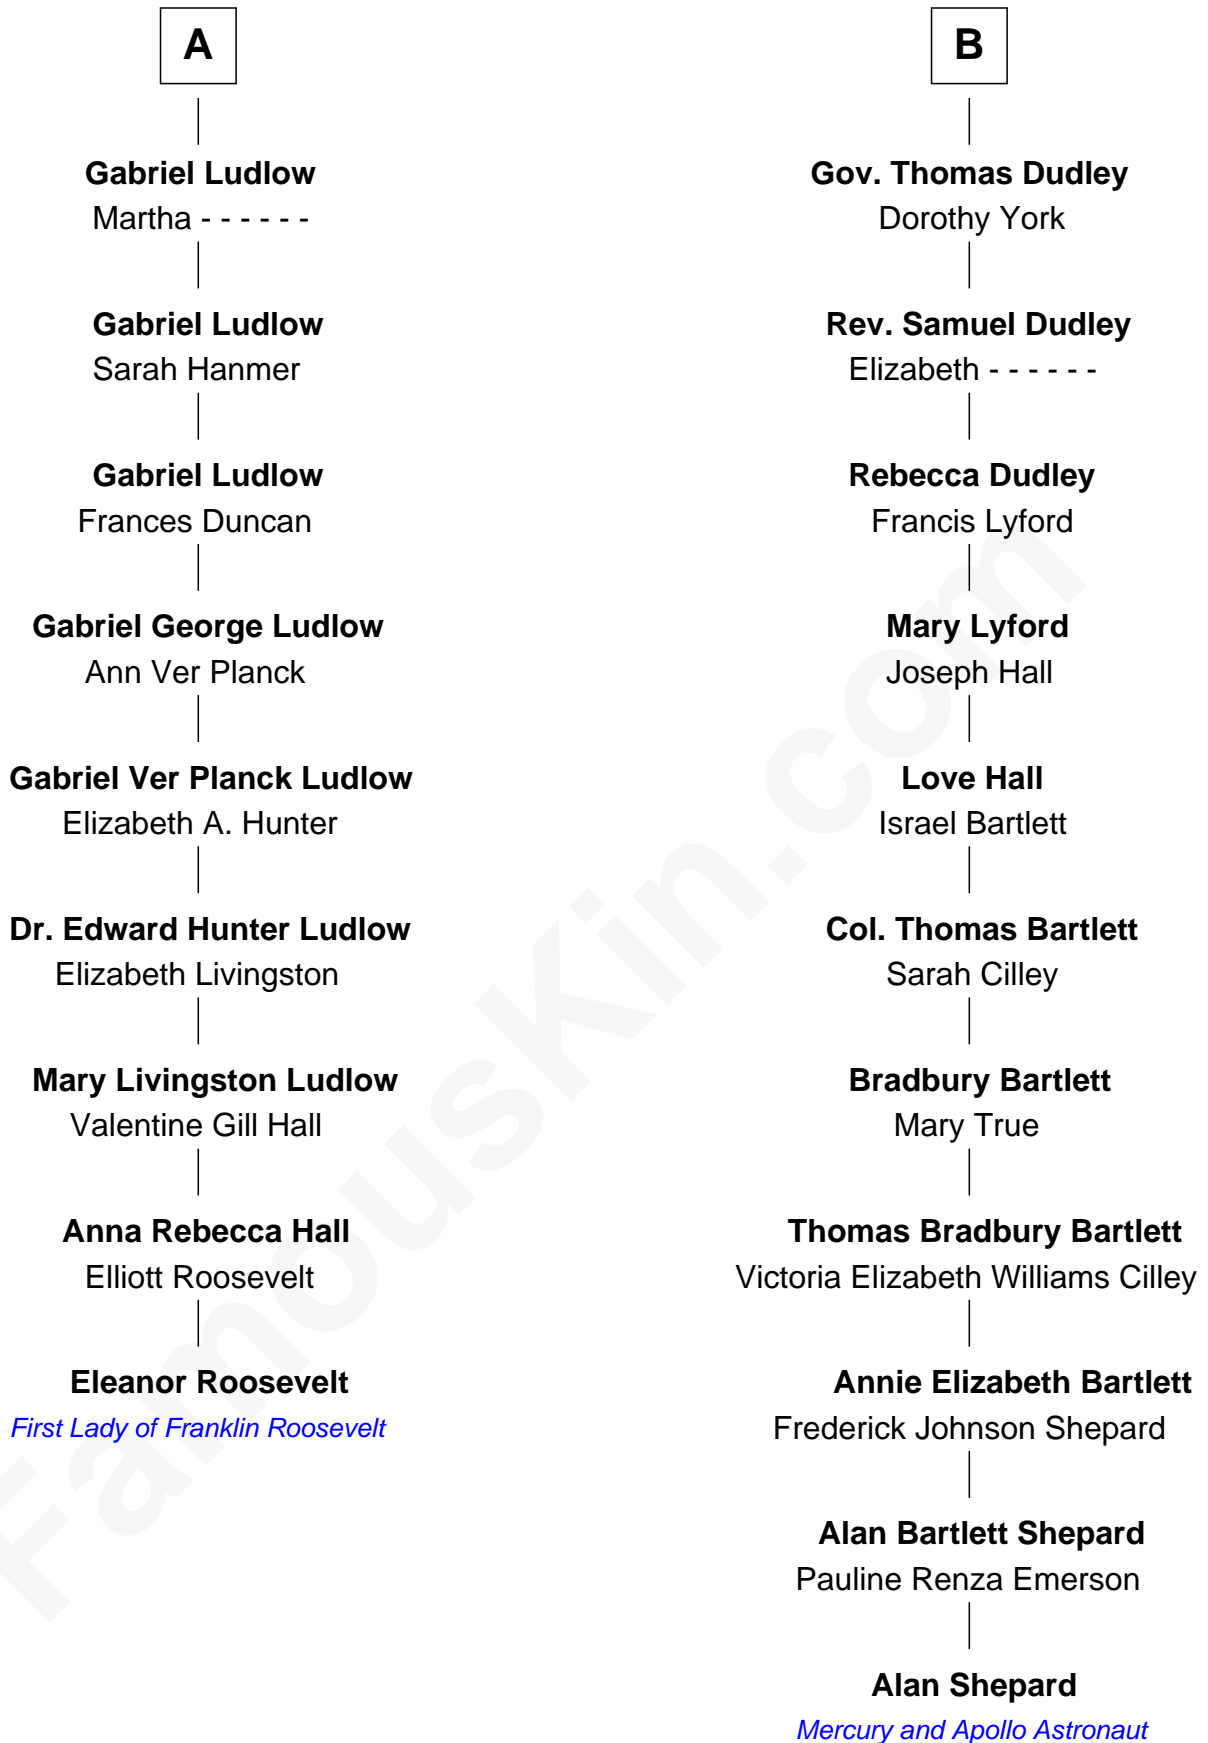 A
Gabriel Ludlow
Martha - - - - - -
Gabriel Ludlow
Sarah Hanmer
Gabriel Ludlow
Frances Duncan
Gabriel George Ludlow
Ann Ver Planck
Gabriel Ver Planck Ludlow
Elizabeth A. Hunter
Dr. Edward Hunter Ludlow
Elizabeth Livingston
Mary Livingston Ludlow
Valentine Gill Hall
Anna Rebecca Hall
Elliott Roosevelt
Eleanor Roosevelt
First Lady of Franklin Roosevelt
B
Gov. Thomas Dudley
Dorothy York
Rev. Samuel Dudley
Elizabeth - - - - - -
Rebecca Dudley
Francis Lyford
Mary Lyford
Joseph Hall
Love Hall
Israel Bartlett
Col. Thomas Bartlett
Sarah Cilley
Bradbury Bartlett
Mary True
Thomas Bradbury Bartlett
Victoria Elizabeth Williams Cilley
Annie Elizabeth Bartlett
Frederick Johnson Shepard
Alan Bartlett Shepard
Pauline Renza Emerson
Alan Shepard
Mercury and Apollo Astronaut
FamousKin.com